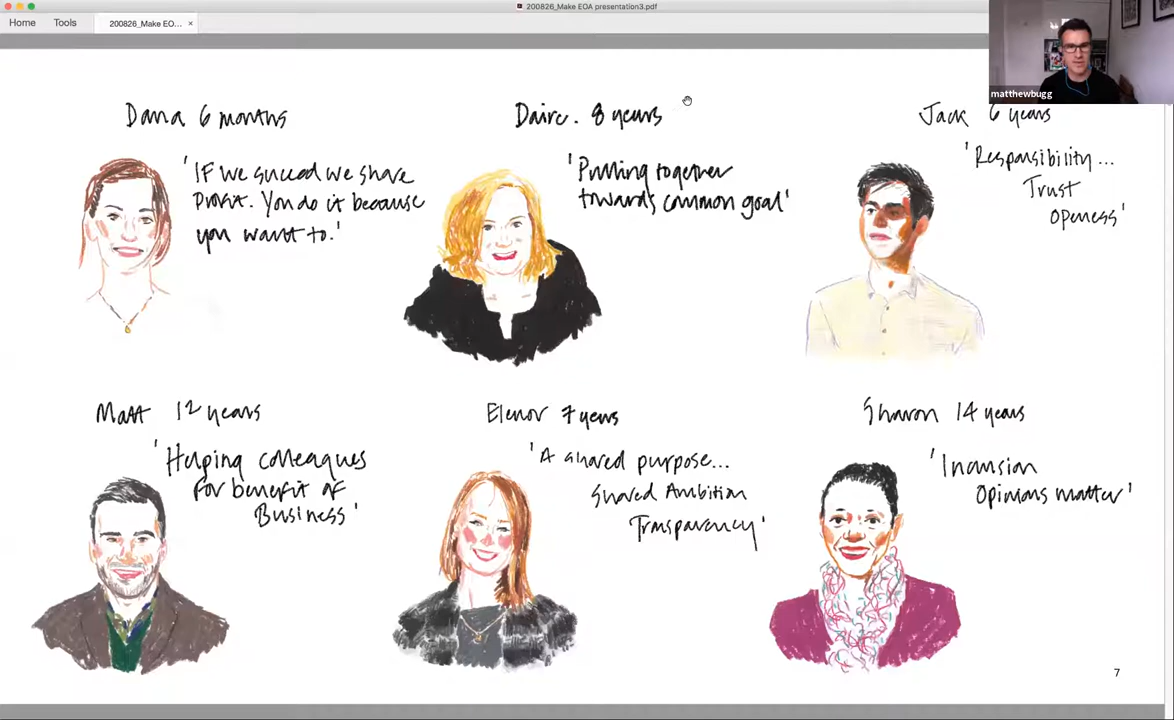 200826_Make EOA presentation3.pdf
Home
Tools
200826_Make EO...
×
matthewbugg
Dana 6 months
'IF we succeed we share
Profit. You do it because
you want to.'
Daire. 8 years
'Pulling together
towards common goal'
Jack 6 years
'Responsibility...
Trust
Openess'
Matt 12 years
'Helping colleagues
for benefit of
Business'
Elenor 7 years
'A shared purpose...
Shared Ambition
Transparency'
Sharon 14 years
'Inclusion
Opinions matter'
7